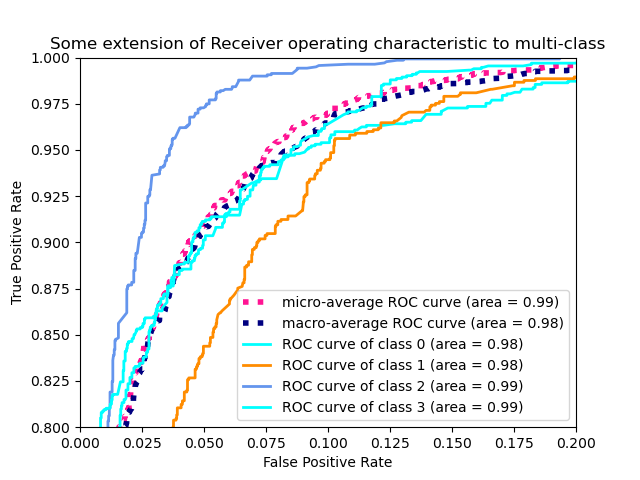 Some extension of Receiver operating characteristic to multi-class
True Positive Rate
1.000
0.975
0.950
0.925
0.900
0.875
0.850
0.825
0.800
micro-average ROC curve (area = 0.99)
macro-average ROC curve (area = 0.98)
ROC curve of class 0 (area = 0.98)
ROC curve of class 1 (area = 0.98)
ROC curve of class 2 (area = 0.99)
ROC curve of class 3 (area = 0.99)
0.000 0.025 0.050 0.075 0.100 0.125 0.150 0.175 0.200
False Positive Rate